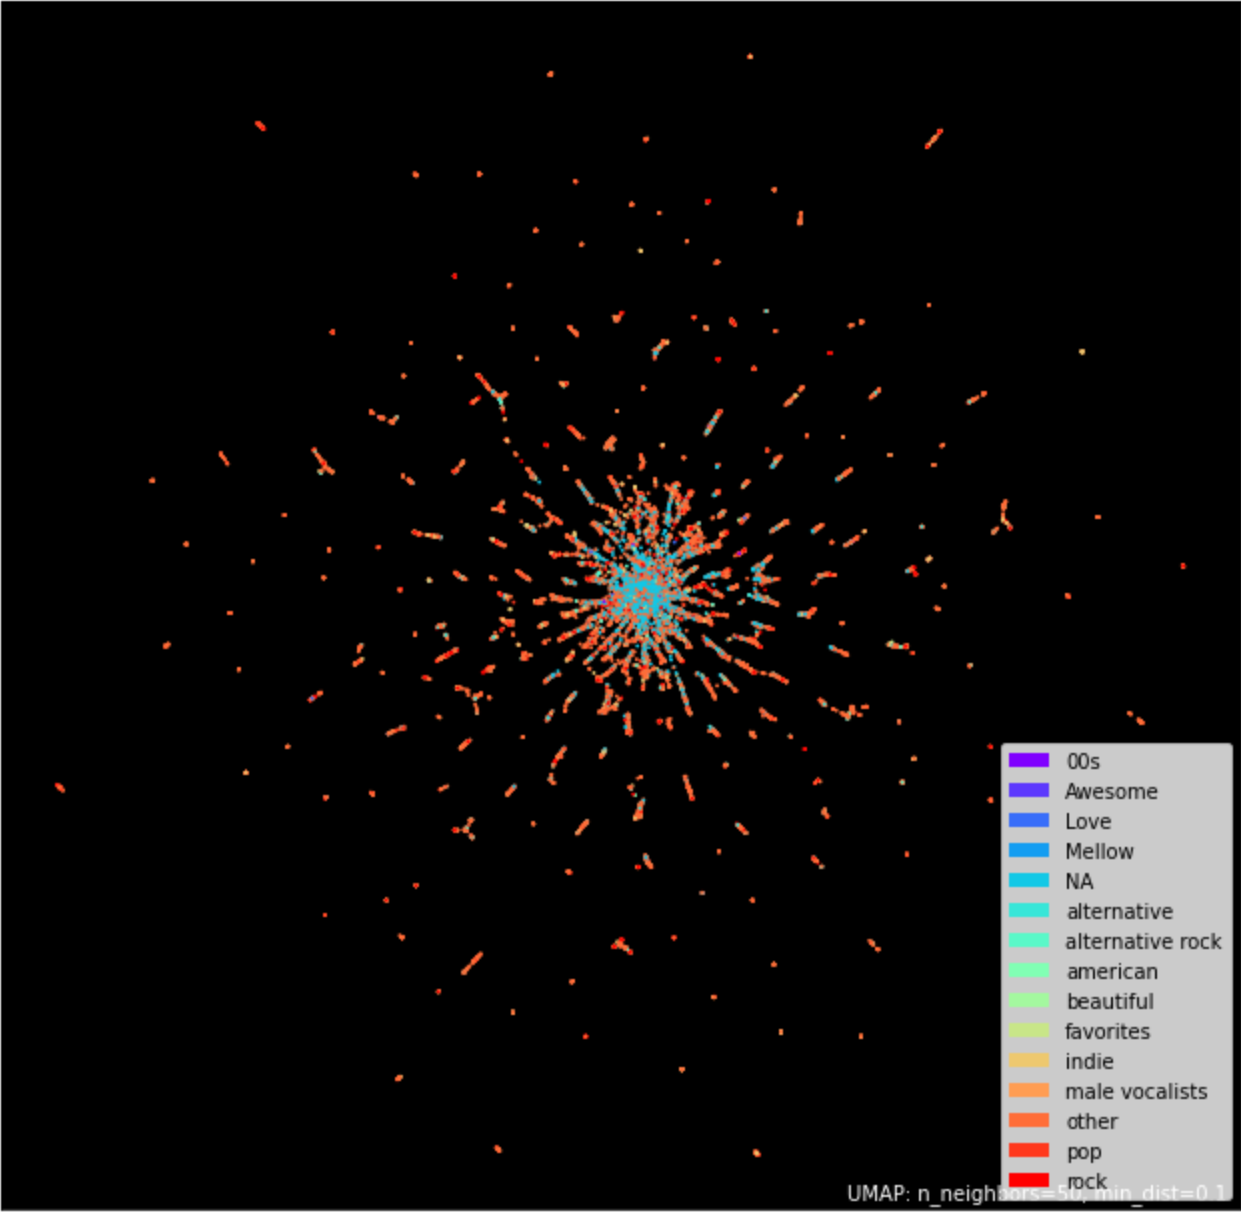 00s
Awesome
Love
Mellow
NA
alternative
alternative rock
american
beautiful
favorites
indie
male vocalists
other
pop
rock
UMAP: n_neighbors=50, min_dist=0.1